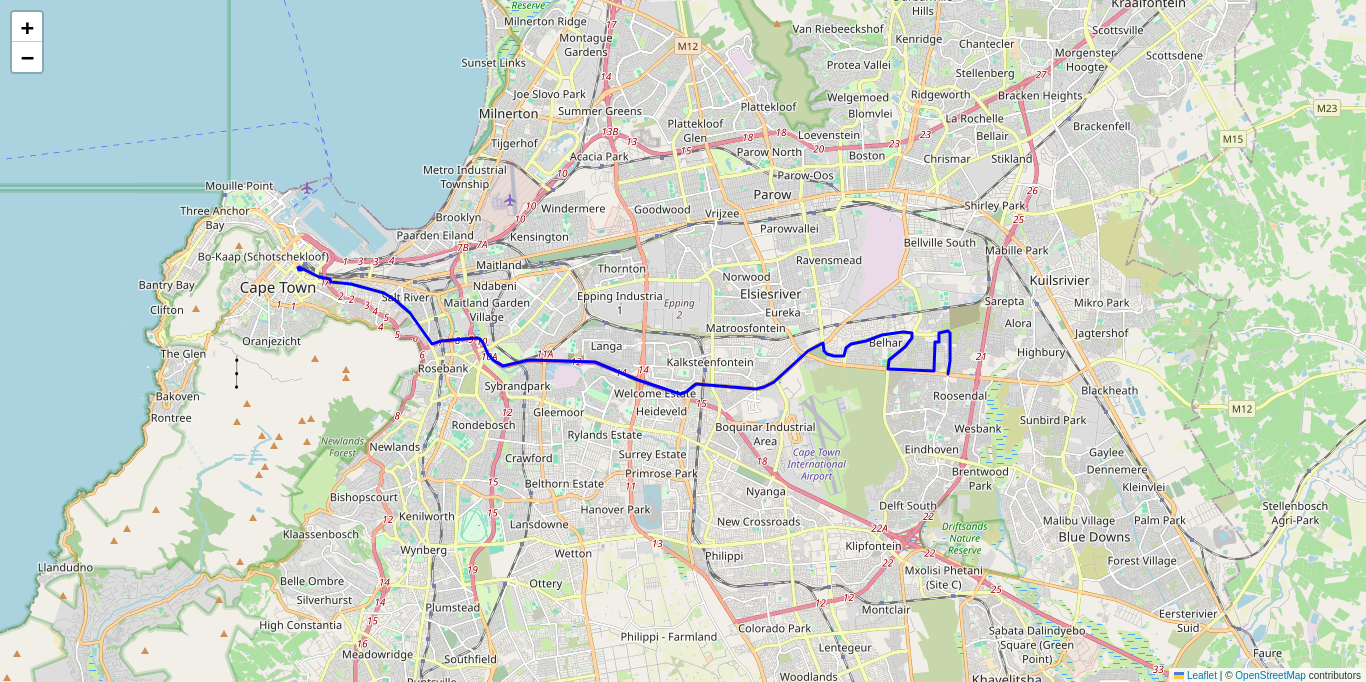 +
−
Reserve
Milnerton Ridge
Montague
Gardens
Sunset Links
M12
Van Riebeeckshof
Hills
Kraaifontein
Scottsville
Kenridge
Chantecler
Morgenster
Hoogte
Scottsdene
Protea Vallei
Stellenberg
Joe Slovo Park
Summer Greens
Milnerton
Plattekloof
Welgemoed
Blomvlei
Ridgeworth
Bracken Heights
La Rochelle
M23
Plattekloof
Glen
Loevenstein
Bellair
Brackenfell
M15
Tijgerhof
Acacia Park
Parow North
Boston
Chrismar
Stikland
Metro Industrial
Township
Parow-Oos
Parow
Mouille Point
Three Anchor
Bay
Brooklyn
Windermere
Goodwood
Vrijzee
Shirley Park
Paarden Eiland
Kensington
Parowvallei
Bellville South
Mabille Park
Bo-Kaap (Schotschekloof)
Maitland
Thornton
Ravensmead
Kuilsrivier
Bantry Bay
Cape Town
Ndabeni
Norwood
Elsiesriver
Salt River
Maitland Garden
Village
Epping Industria
1
Epping
2
Eureka
Sarepta
Mikro Park
Clifton
Matroosfontein
Alora
Jagtershof
Oranjezicht
Langa
Belhar
Highbury
The Glen
Rosebank
Kalksteenfontein
Bakoven
Sybrandpark
Welcome Estate
Roosendal
Blackheath
Rontree
Gleemoor
Heideveld
M12
Rondebosch
Rylands Estate
Boquinar Industrial
Area
Wesbank
Sunbird Park
Newlands
Forest
Newlands
Crawford
Surrey Estate
Cape Town
International
Airport
Eindhoven
Gaylee
Dennemere
Primrose Park
Brentwood
Park
Kleinvlei
Belthorn Estate
Nyanga
Bishopscourt
Hanover Park
Delft South
Stellenbosch
Agri-Park
Kenilworth
Lansdowne
New Crossroads
Malibu Village
Palm Park
Klaassenbosch
Driftsands
Nature
Reserve
Blue Downs
Wynberg
Wetton
Philippi
Klipfontein
Forest Village
Llandudno
Belle Ombre
Ottery
Mxolisi Phetani
(Site C)
Silverhurst
Plumstead
Montclair
Eersterivier
Suid
High Constantia
Philippi - Farmland
Colorado Park
Sabata Dalindyebo
Square (Green
Point)
Meadowridge
Southfield
Lentegeur
Faure
Woodlands
Khayelitsha
Leaflet | © OpenStreetMap contributors